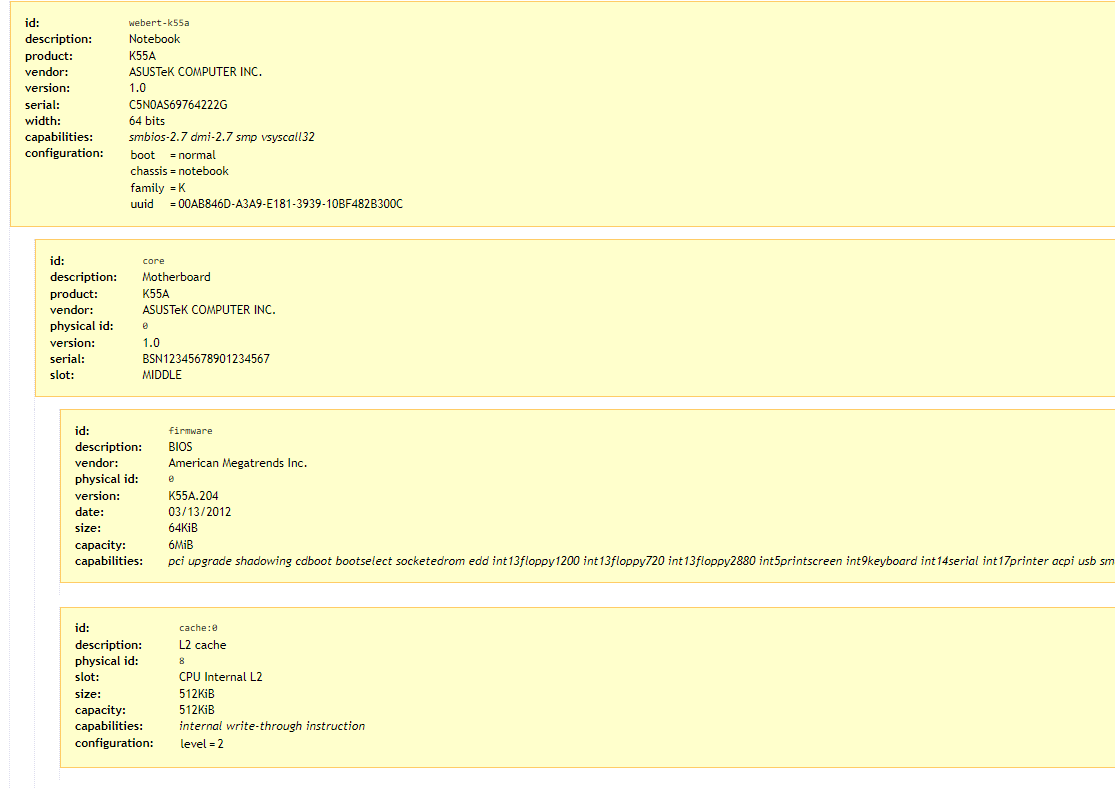 id: webert-k55a
description: Notebook
product: K55A
vendor: ASUSTeK COMPUTER INC.
version: 1.0
serial: C5N0AS69764222G
width: 64 bits
capabilities: smbios-2.7 dmi-2.7 smp vsyscall32
configuration: boot = normal
chassis = notebook
family = K
uuid = 00AB846D-A3A9-E181-3939-10BF482B300C
id: core
description: Motherboard
product: K55A
vendor: ASUSTeK COMPUTER INC.
physical id: 0
version: 1.0
serial: BSN12345678901234567
slot: MIDDLE
id: firmware
description: BIOS
vendor: American Megatrends Inc.
physical id: 0
version: K55A.204
date: 03/13/2012
size: 64KiB
capacity: 6MiB
capabilities: pci upgrade shadowing cdboot bootselect socketedrom edd int13floppy1200 int13floppy720 int13floppy2880 int5printscreen int9keyboard int14serial int17printer acpi usb sm
id: cache:0
description: L2 cache
physical id: 8
slot: CPU Internal L2
size: 512KiB
capacity: 512KiB
capabilities: internal write-through instruction
configuration: level = 2